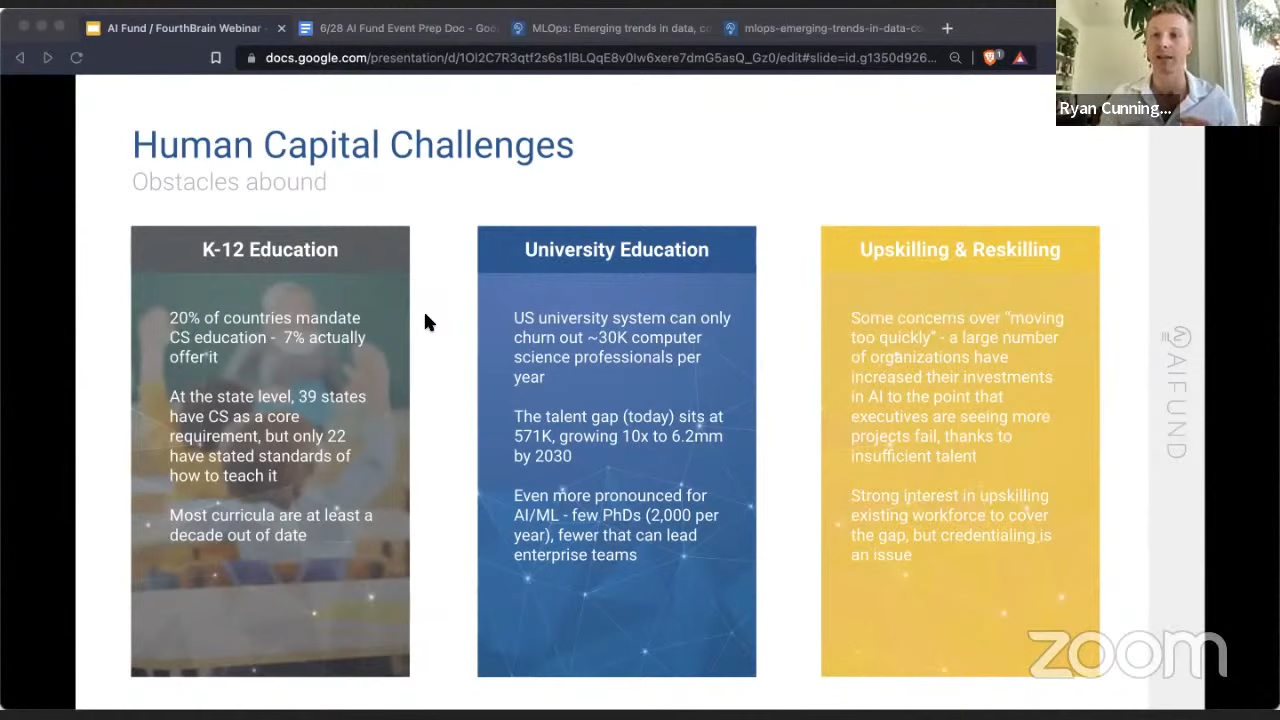 AI Fund / FourthBrain Webinar -
6/28 AI Fund Event Prep Doc - Goo
MLOps: Emerging trends in data, co
mlops-emerging-trends-in-data-co
docs.google.com/presentation/d/1OI2C7R3qtf2s6s1lBLQqE8v0lw6xere7dmG5asQ_Gz0/edit#slide=id.g1350d926...
1
Ryan Cunning...
Human Capital Challenges
Obstacles abound
K-12 Education
20% of countries mandate
CS education - 7% actually
offer it
At the state level, 39 states
have CS as a core
requirement, but only 22
have stated standards of
how to teach it
Most curricula are at least a
decade out of date
University Education
US university system can only
churn out ~30K computer
science professionals per
year
The talent gap (today) sits at
571K, growing 10x to 6.2mm
by 2030
Even more pronounced for
AI/ML - few PhDs (2,000 per
year), fewer that can lead
enterprise teams
Upskilling & Reskilling
Some concerns over “moving
too quickly” - a large number
of organizations have
increased their investments
in AI to the point that
executives are seeing more
projects fail, thanks to
insufficient talent
Strong interest in upskilling
existing workforce to cover
the gap, but credentialing is
an issue
AIFUND
zoom